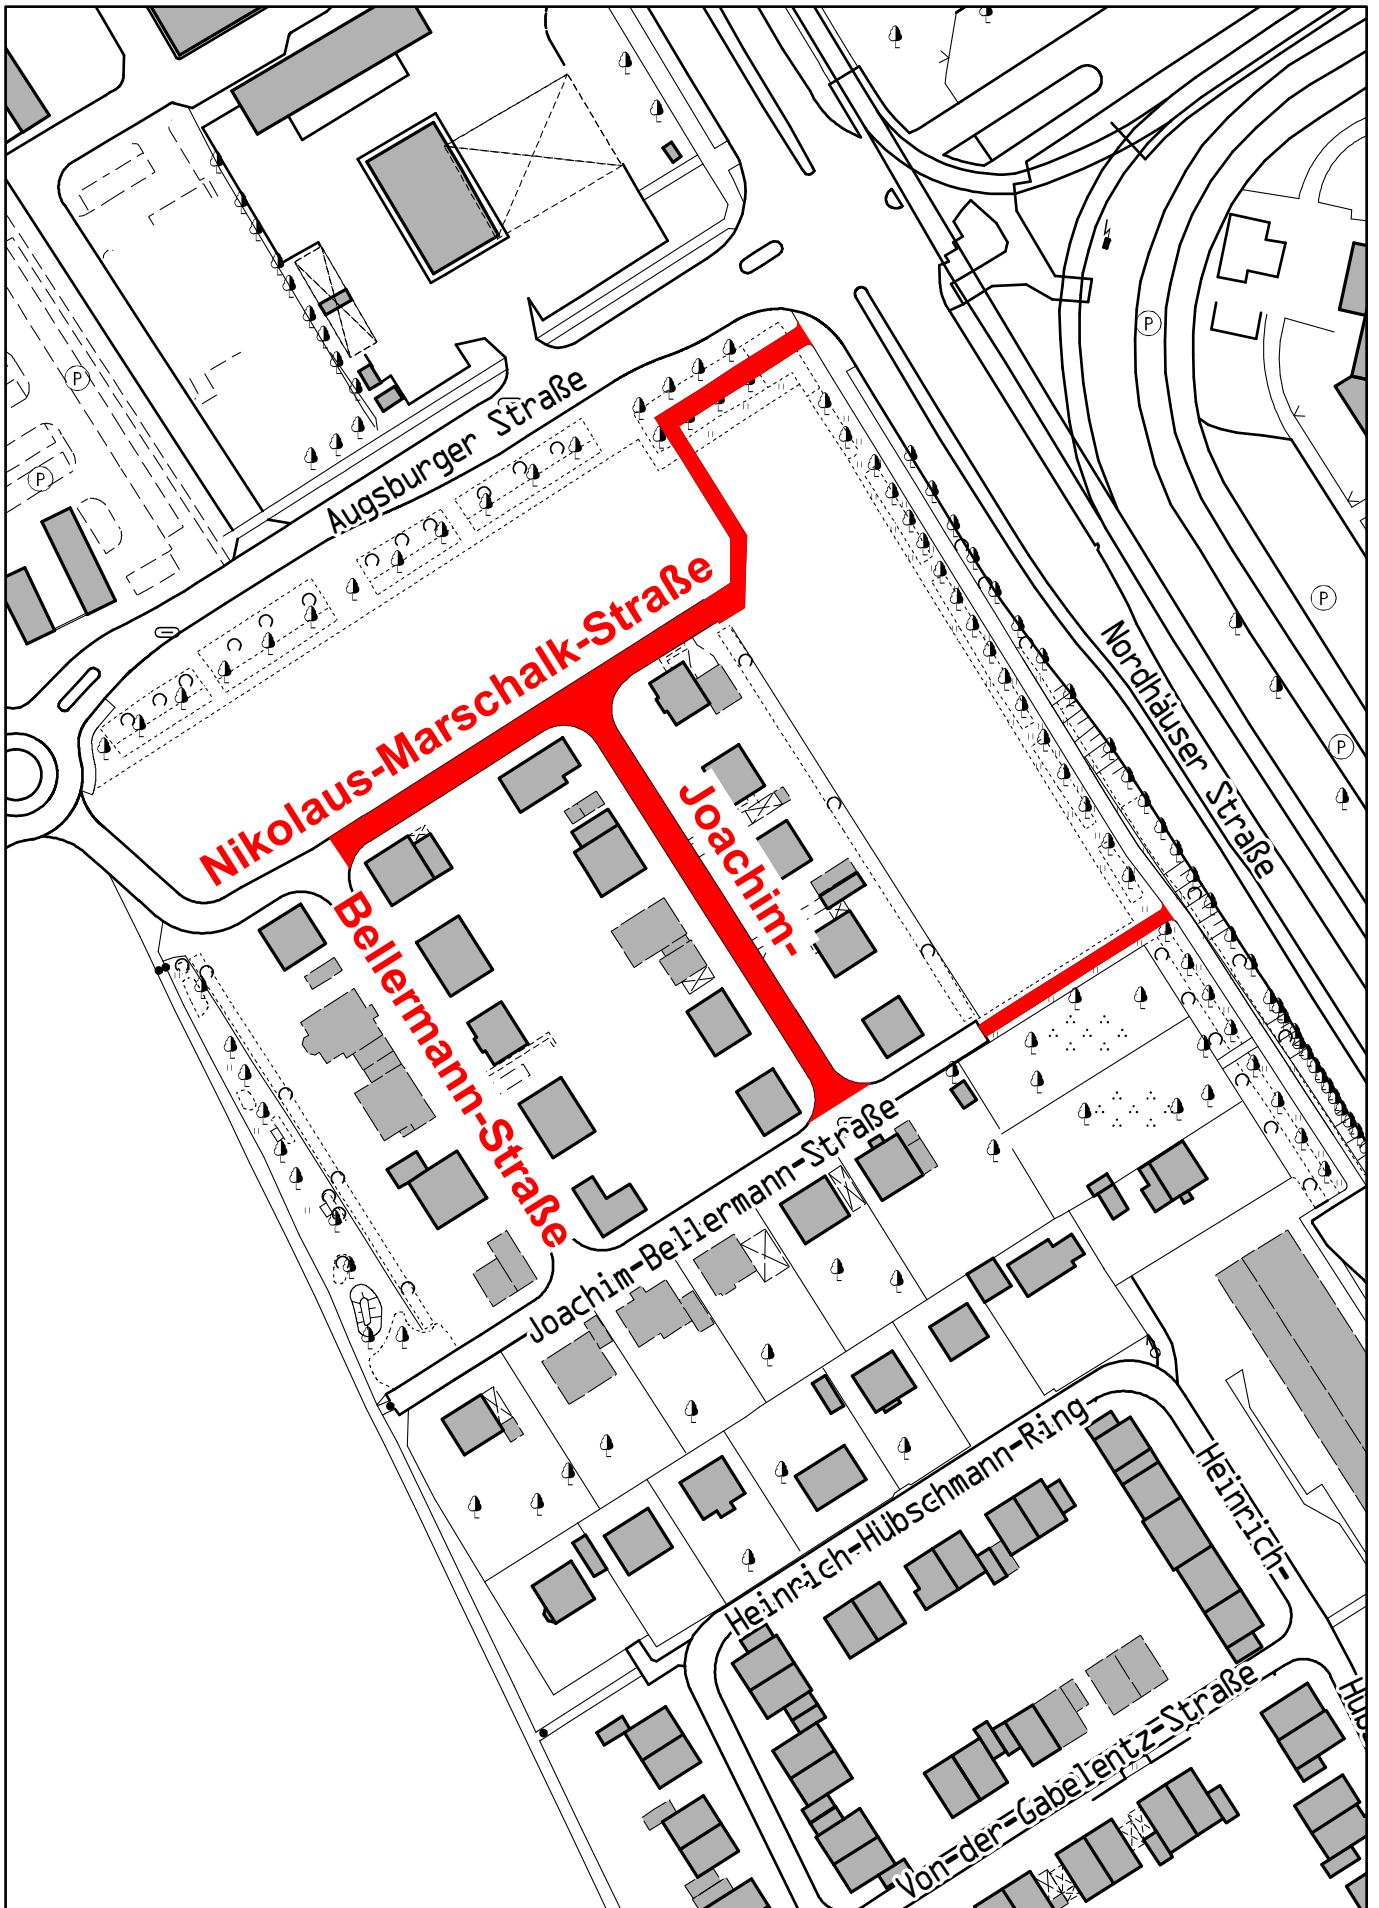 P
P
P
Augsburger Straße
Nikolaus-Marschalk-Straße
P
Nordhäuser Straße
P
Joachim-
Bellermann-Straße
Joachim-Bellermann-Straße
Heinrich-Hübschmann-Ring
Heinrich-
Von-der-Gabelentz-Straße